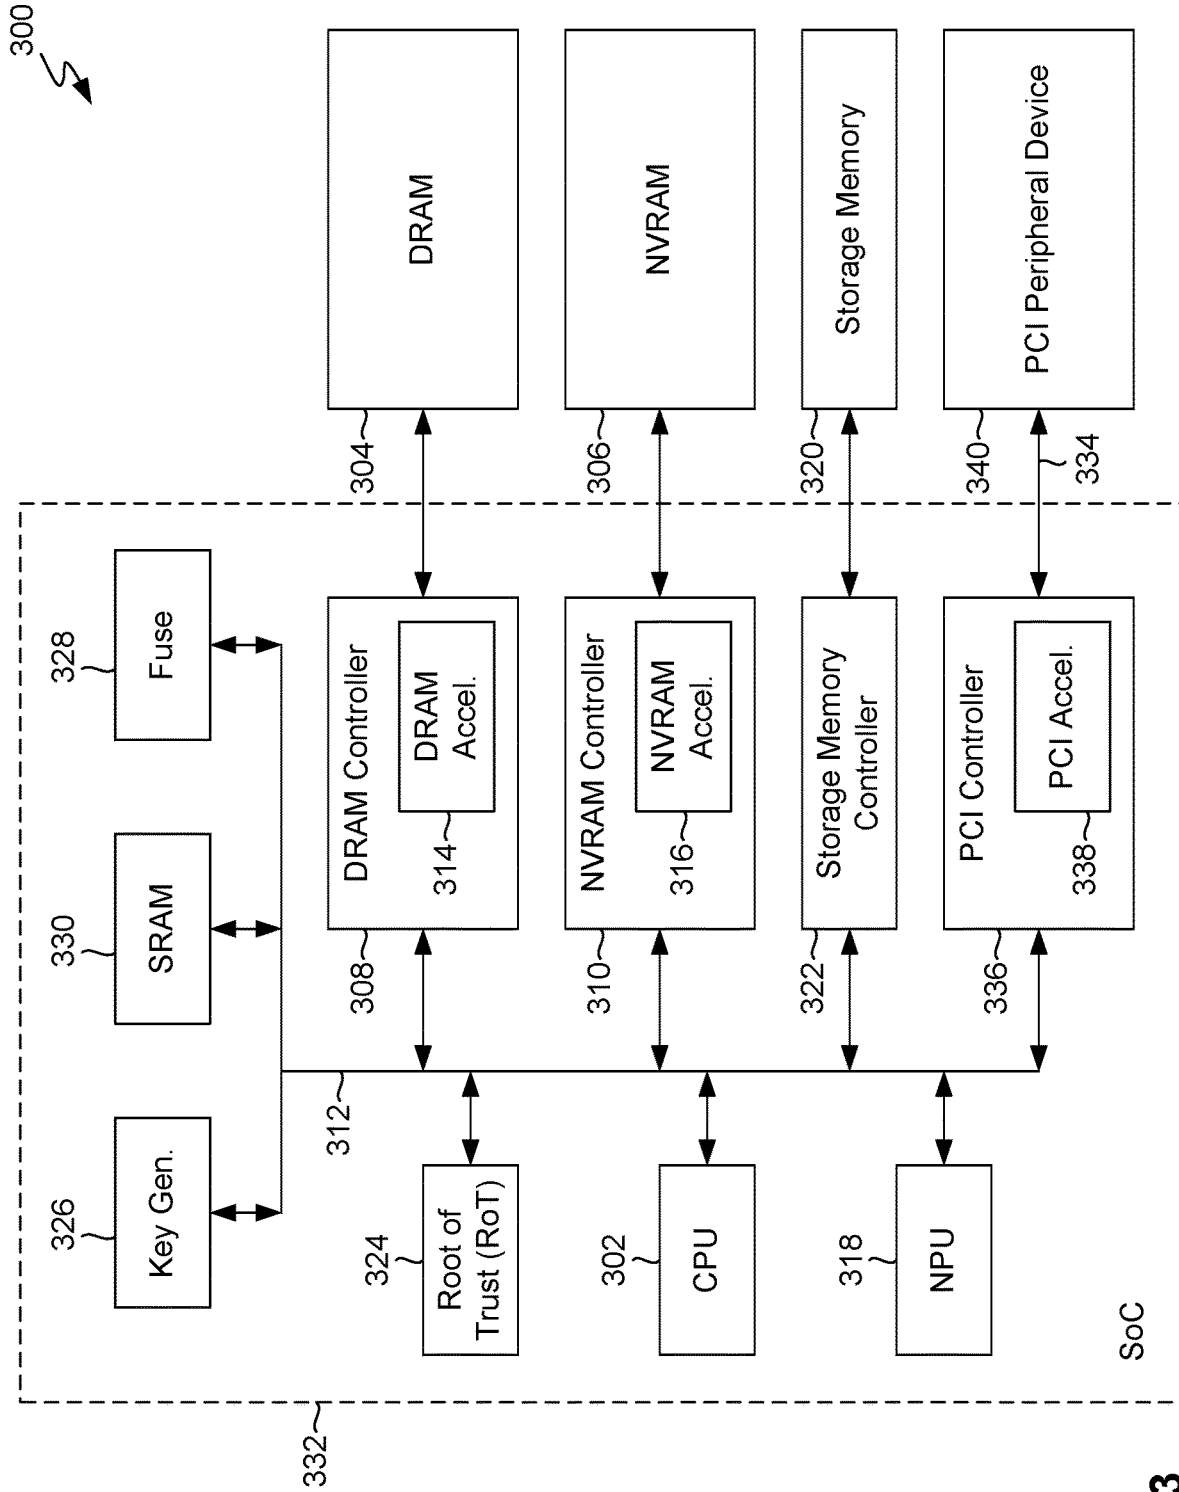 300
332
326
Key Gen.
330
SRAM
328
Fuse
312
324
Root of
Trust (RoT)
302
CPU
318
NPU
SoC
308
DRAM Controller
314
DRAM
Accel.
304
DRAM
310
NVRAM Controller
316
NVRAM
Accel.
306
NVRAM
322
Storage Memory
Controller
320
Storage Memory
336
PCI Controller
338
PCI Accel.
334
340
PCI Peripheral Device
3